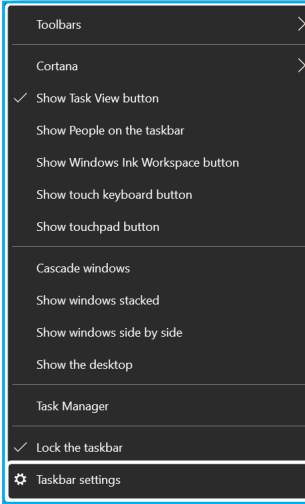 Toolbars
Cortana
Show Task View button
Show People on the taskbar
Show Windows Ink Workspace button
Show touch keyboard button
Show touchpad button
Cascade windows
Show windows stacked
Show windows side by side
Show the desktop
Task Manager
Lock the taskbar
Taskbar settings